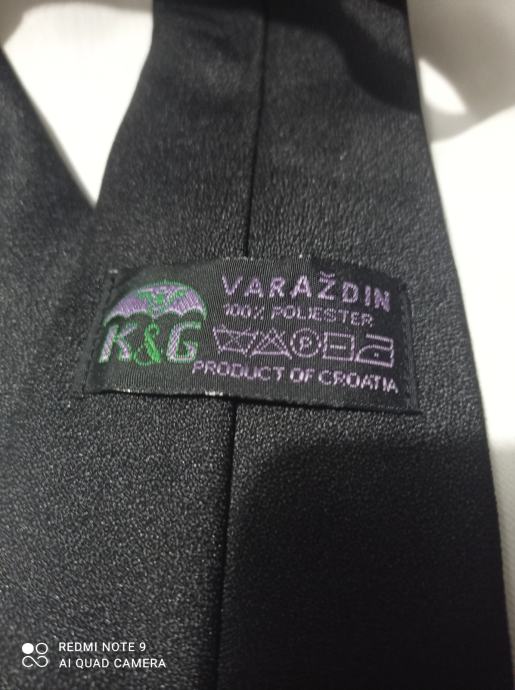 VARAŽDIN
100% POLIESTER
K&G
P
PRODUCT OF CROATIA
REDMI NOTE 9
AI QUAD CAMERA